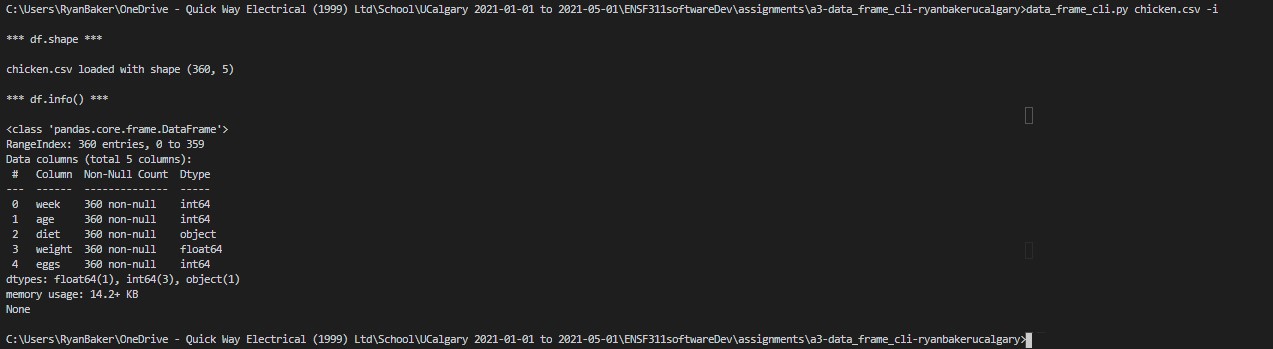 C:\Users\RyanBaker\OneDrive - Quick Way Electrical (1999) Ltd\School\UCalgary 2021-01-01 to 2021-05-01\ENSF311softwareDev\assignments\a3-data_frame_cli-ryanbakerucalgary>data_frame_cli.py chicken.csv -i
*** df.shape ***
chicken.csv loaded with shape (360, 5)
*** df.info() ***
<class 'pandas.core.frame.DataFrame'>
RangeIndex: 360 entries, 0 to 359
Data columns (total 5 columns):
 #   Column  Non-Null Count  Dtype
---  ------  --------------  -----
 0   week    360 non-null    int64
 1   age     360 non-null    int64
 2   diet    360 non-null    object
 3   weight  360 non-null    float64
 4   eggs    360 non-null    int64
dtypes: float64(1), int64(3), object(1)
memory usage: 14.2+ KB
None
C:\Users\RyanBaker\OneDrive - Quick Way Electrical (1999) Ltd\School\UCalgary 2021-01-01 to 2021-05-01\ENSF311softwareDev\assignments\a3-data_frame_cli-ryanbakerucalgary>